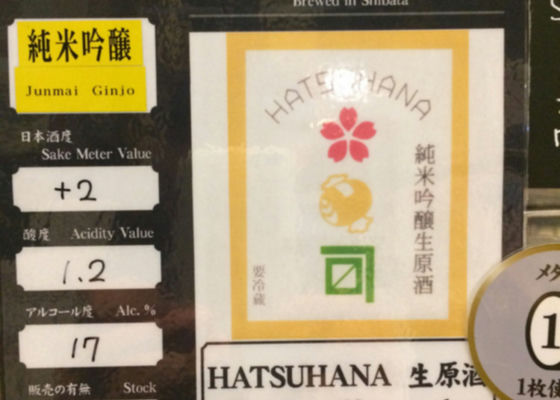 Brewed in Shibata
純米吟醸
Junmai Ginjo
日本酒度
Sake Meter Value
+2
酸度 Acidity Value
1.2
アルコール度 Alc. %
17
販売の有無 Stock
HATSUHANA
純米吟醸生原酒
要冷蔵
HATSUHANA 生原酒
メダ
1
1枚使